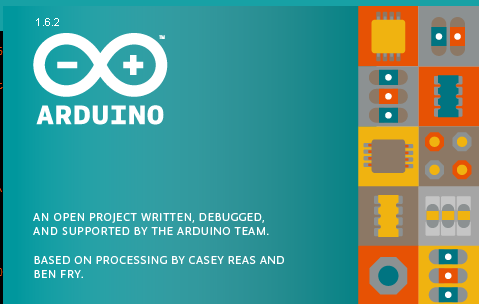 1.6.2
ARDUINO
AN OPEN PROJECT WRITTEN, DEBUGGED,
AND SUPPORTED BY THE ARDUINO TEAM.
BASED ON PROCESSING BY CASEY REAS AND
BEN FRY.